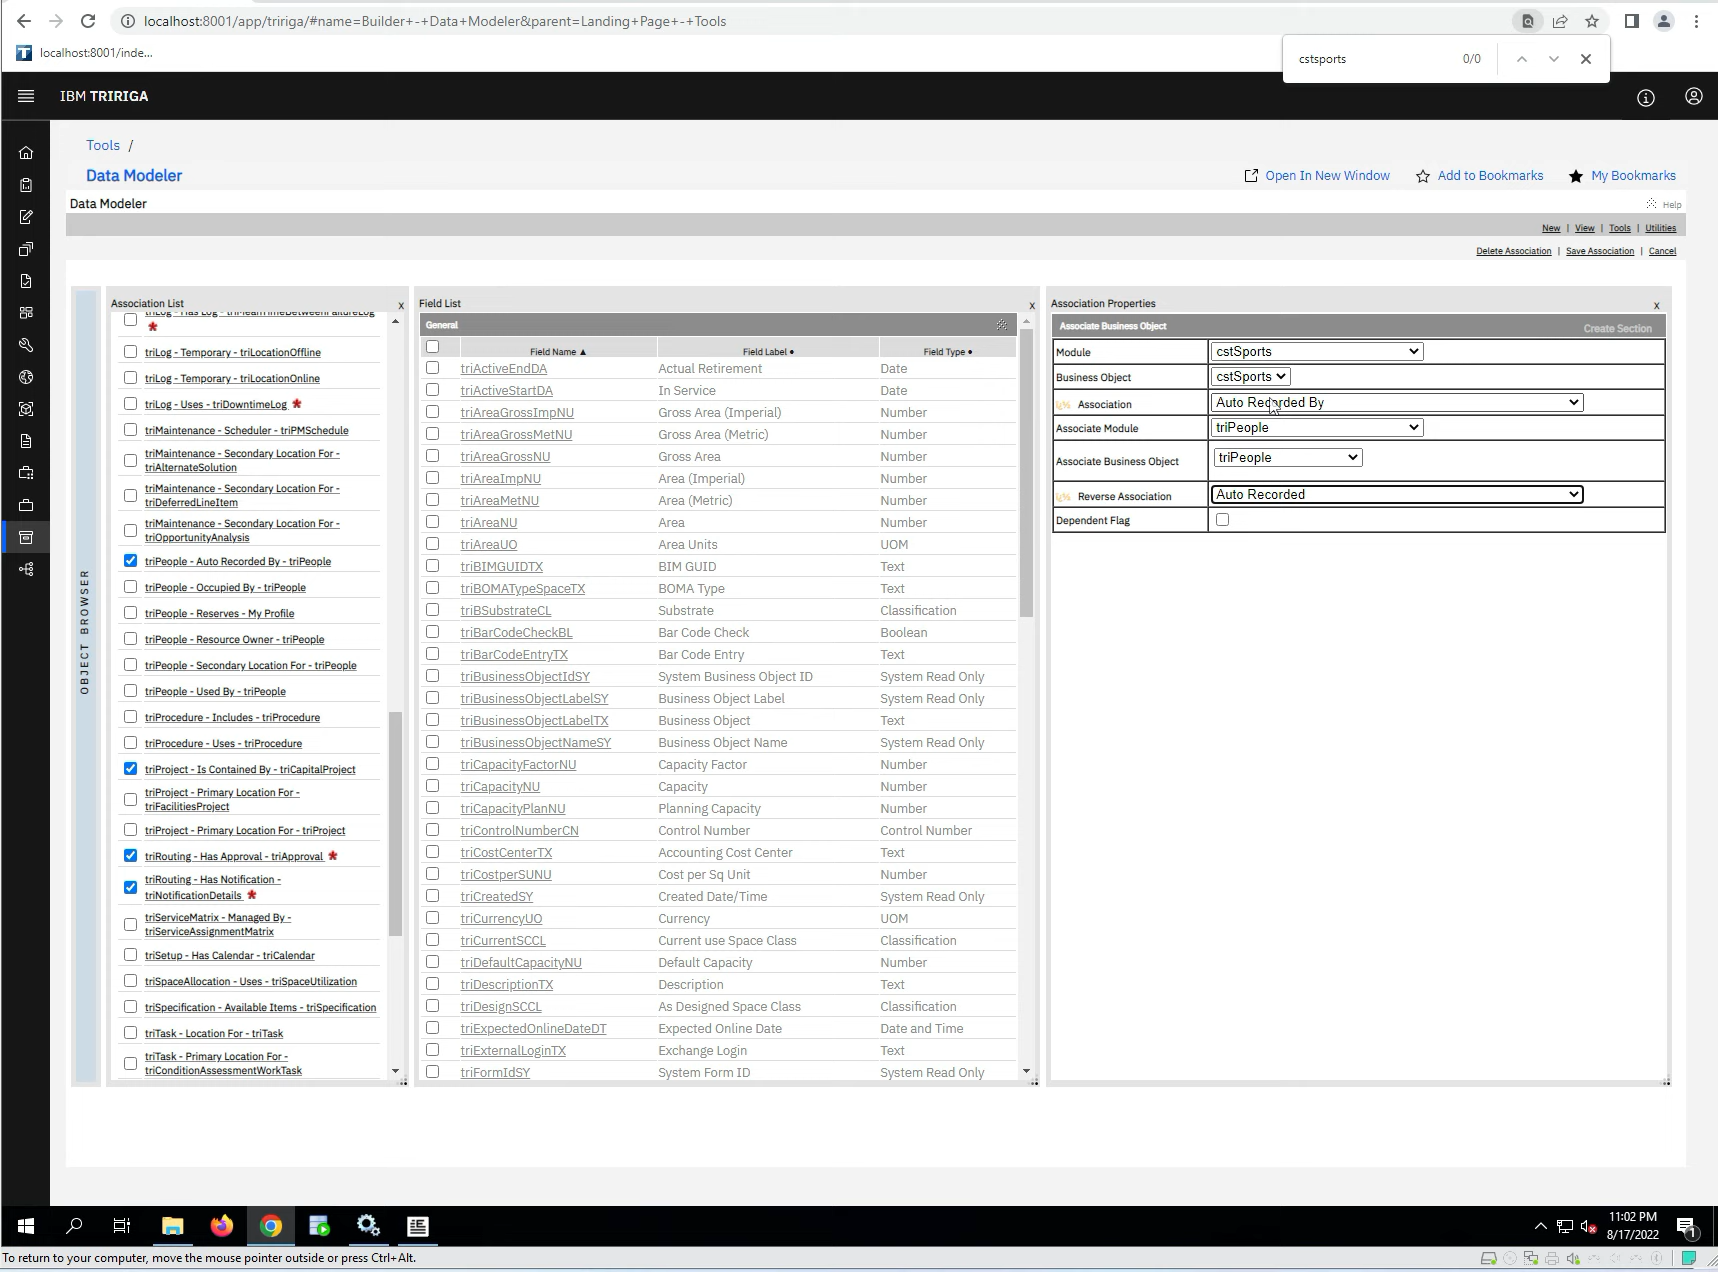 localhost:8001/app/tririga/#name=Builder+-+Data+Modeler&parent=Landing+Page+-+Tools
localhost:8001/inde...
cstsports
0/0
IBM TRIRIGA
Tools /
Data Modeler
Open In New Window
Add to Bookmarks
My Bookmarks
Data Modeler
Help
New | View | Tools | Utilities
Delete Association | Save Association | Cancel
OBJECT BROWSER
Association List
x
triLog - Has Log - triMeanTimeBetweenFailureLog *
triLog - Temporary - triLocationOffline
triLog - Temporary - triLocationOnline
triLog - Uses - triDowntimeLog *
triMaintenance - Scheduler - triPMSchedule
triMaintenance - Secondary Location For -
triAlternateSolution
triMaintenance - Secondary Location For -
triDeferredLineItem
triMaintenance - Secondary Location For -
triOpportunityAnalysis
triPeople - Auto Recorded By - triPeople
triPeople - Occupied By - triPeople
triPeople - Reserves - My Profile
triPeople - Resource Owner - triPeople
triPeople - Secondary Location For - triPeople
triPeople - Used By - triPeople
triProcedure - Includes - triProcedure
triProcedure - Uses - triProcedure
triProject - Is Contained By - triCapitalProject
triProject - Primary Location For -
triFacilitiesProject
triProject - Primary Location For - triProject
triRouting - Has Approval - triApproval *
triRouting - Has Notification -
triNotificationDetails *
triServiceMatrix - Managed By -
triServiceAssignmentMatrix
triSetup - Has Calendar - triCalendar
triSpaceAllocation - Uses - triSpaceUtilization
triSpecification - Available Items - triSpecification
triTask - Location For - triTask
triTask - Primary Location For -
triConditionAssessmentWorkTask
Field List
x
General
Field Name ▲ Field Label • Field Type •
triActiveEndDA Actual Retirement Date
triActiveStartDA In Service Date
triAreaGrossImpNU Gross Area (Imperial) Number
triAreaGrossMetNU Gross Area (Metric) Number
triAreaGrossNU Gross Area Number
triAreaImpNU Area (Imperial) Number
triAreaMetNU Area (Metric) Number
triAreaNU Area Number
triAreaUO Area Units UOM
triBIMGUIDTX BIM GUID Text
triBOMATypeSpaceTX BOMA Type Text
triBSubstrateCL Substrate Classification
triBarCodeCheckBL Bar Code Check Boolean
triBarCodeEntryTX Bar Code Entry Text
triBusinessObjectIdSY System Business Object ID System Read Only
triBusinessObjectLabelSY Business Object Label System Read Only
triBusinessObjectLabelTX Business Object Text
triBusinessObjectNameSY Business Object Name System Read Only
triCapacityFactorNU Capacity Factor Number
triCapacityNU Capacity Number
triCapacityPlanNU Planning Capacity Number
triControlNumberCN Control Number Control Number
triCostCenterTX Accounting Cost Center Text
triCostperSUNU Cost per Sq Unit Number
triCreatedSY Created Date/Time System Read Only
triCurrencyUO Currency UOM
triCurrentSCCL Current use Space Class Classification
triDefaultCapacityNU Default Capacity Number
triDescriptionTX Description Text
triDesignSCCL As Designed Space Class Classification
triExpectedOnlineDateDT Expected Online Date Date and Time
triExternalLoginTX Exchange Login Text
triFormIdSY System Form ID System Read Only
Association Properties
x
Associate Business Object
Create Section
Module cstSports
Business Object cstSports
Association Auto Recorded By
Associate Module triPeople
Associate Business Object triPeople
Reverse Association Auto Recorded
Dependent Flag
11:02 PM
8/17/2022
1
To return to your computer, move the mouse pointer outside or press Ctrl+Alt.